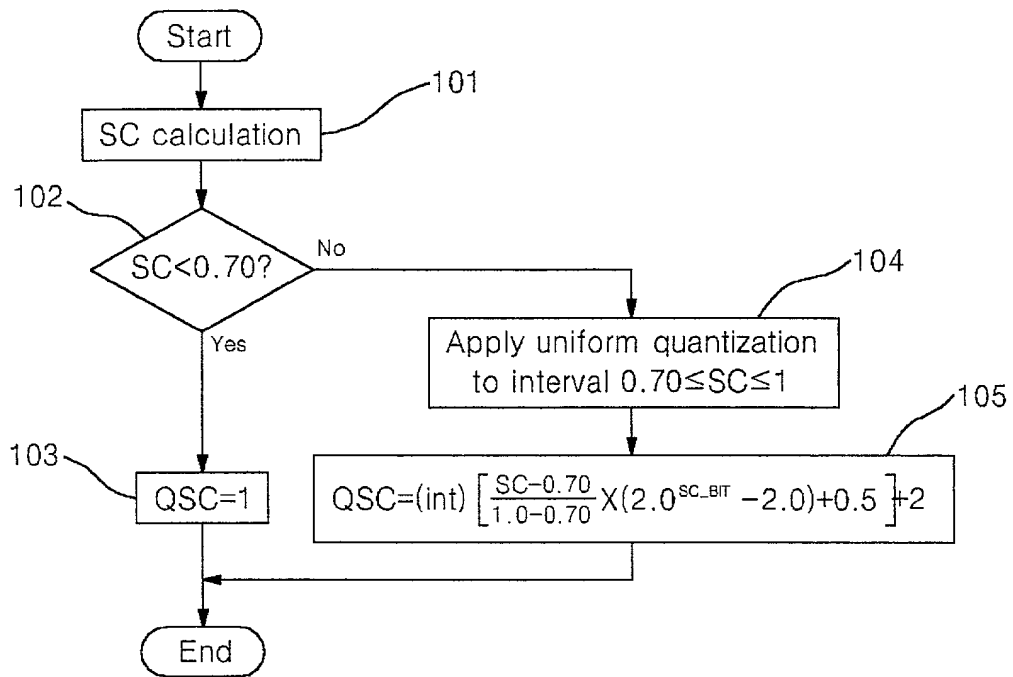 Start
101
SC calculation
102
SC<0.70?
No
Yes
104
Apply uniform quantization
to interval 0.70≤SC≤1
105
103
QSC=1
QSC=(int) [SC-0.70/1.0-0.70 X(2.0^SC_BIT -2.0)+0.5]+2
End